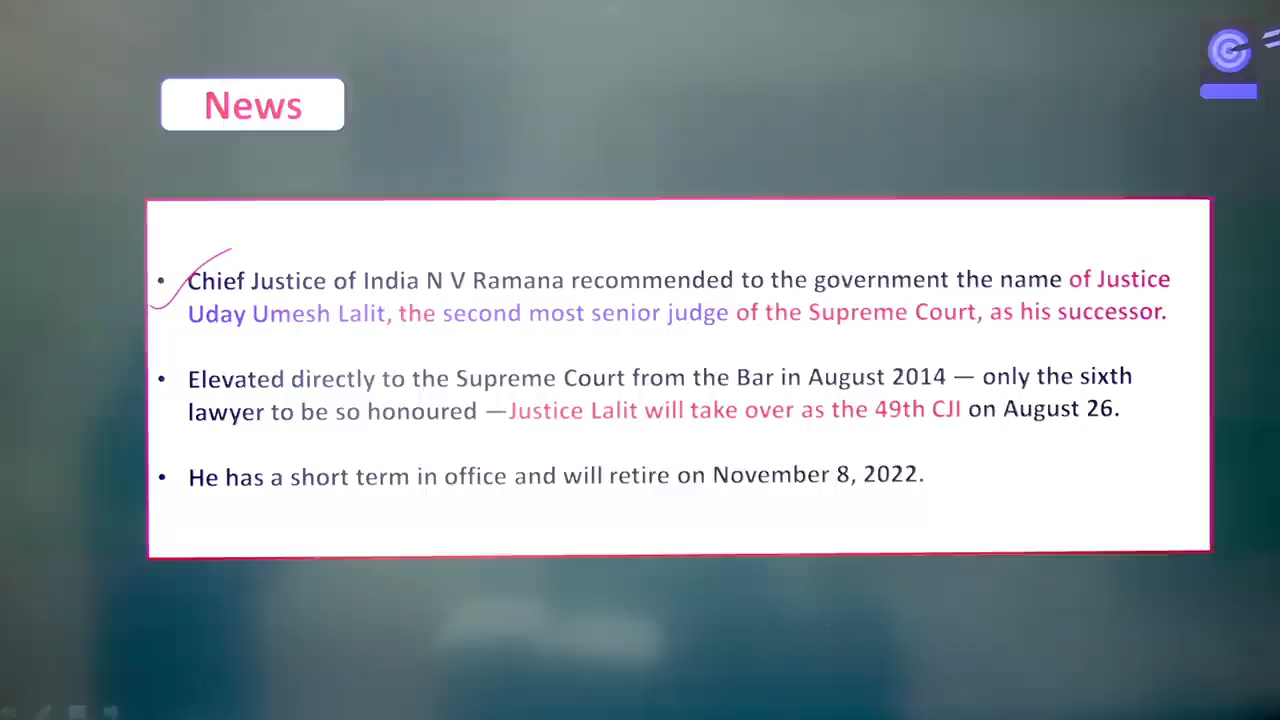 News
• Chief Justice of India N V Ramana recommended to the government the name of Justice
Uday Umesh Lalit, the second most senior judge of the Supreme Court, as his successor.
• Elevated directly to the Supreme Court from the Bar in August 2014 — only the sixth
lawyer to be so honoured —Justice Lalit will take over as the 49th CJI on August 26.
• He has a short term in office and will retire on November 8, 2022.